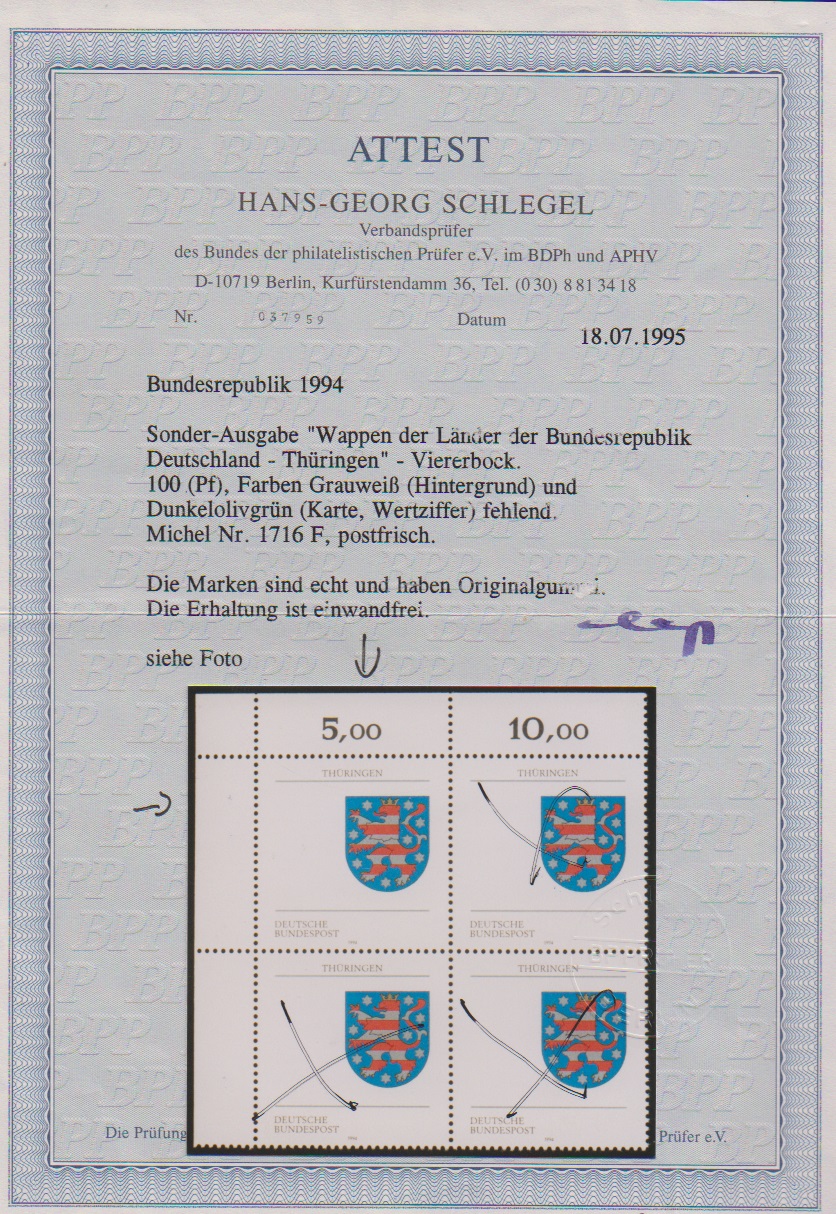 ATTEST
HANS-GEORG SCHLEGEL
Verbandsprüfer
des Bundes der philatelistischen Prüfer e.V. im BDPh und APHV
D-10719 Berlin, Kurfürstendamm 36, Tel. (0 30) 8 81 34 18
Nr. 037959 Datum 18.07.1995
Bundesrepublik 1994
Sonder-Ausgabe "Wappen der Länder der Bundesrepublik
Deutschland - Thüringen" - Viererbock.
100 (Pf), Farben Grauweiß (Hintergrund) und
Dunkelolivgrün (Karte, Wertziffer) fehlend.
Michel Nr. 1716 F, postfrisch.
Die Marken sind echt und haben
Die Erhaltung ist einwandfrei.
siehe Foto
5,00 10,00
THÜRINGEN THÜRINGEN
DEUTSCHE DEUTSCHE
BUNDESPOST BUNDESPOST
1994 1994
THÜRINGEN THÜRINGEN
DEUTSCHE DEUTSCHE
BUNDESPOST BUNDESPOST
1994 1994
Die Prüfung Prüfer e.V.